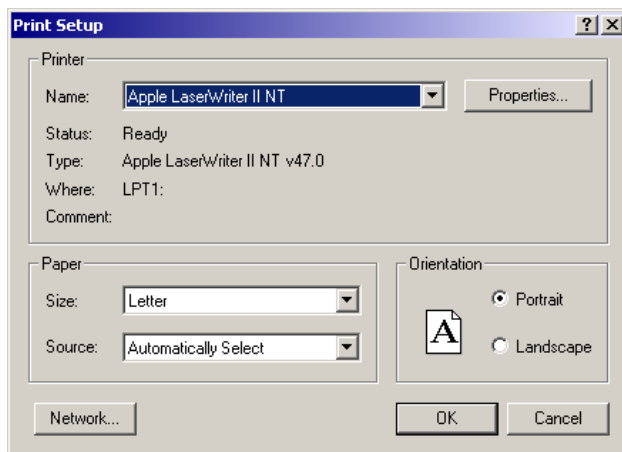 Print Setup
Printer
Name: Apple LaserWriter II NT Properties...
Status: Ready
Type: Apple LaserWriter II NT v47.0
Where: LPT1:
Comment:
Paper
Size: Letter
Source: Automatically Select
Orientation
A
Portrait
Landscape
Network... OK Cancel